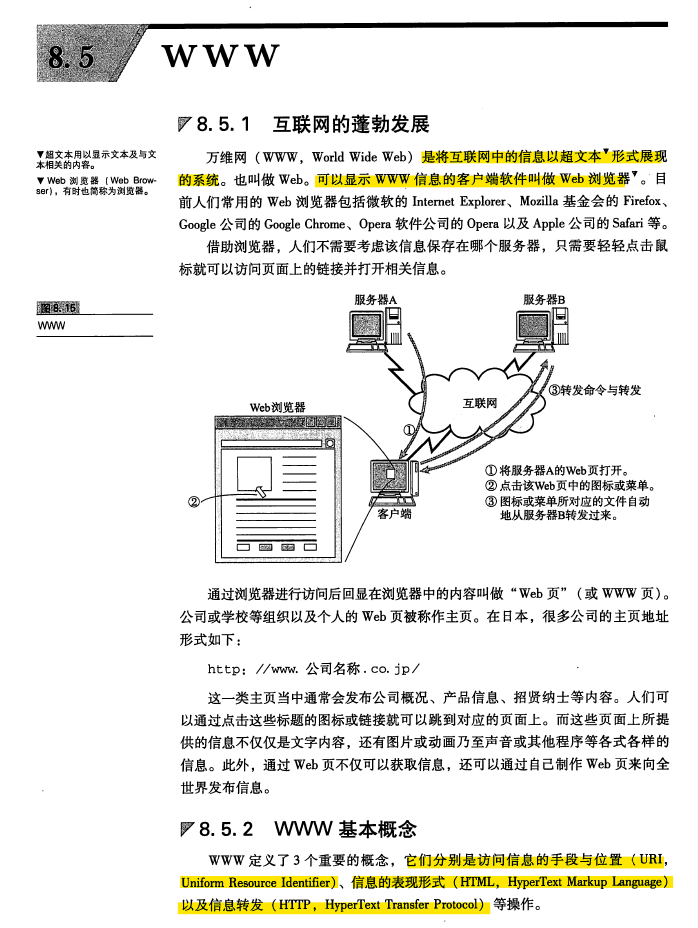 8.5
WWW
8.5.1 互联网的蓬勃发展
▼超文本用以显示文本及与文
本相关的内容。
▼ Web 浏览器（Web Brow-
ser），有时也简称为浏览器。
万维网（WWW，World Wide Web）是将互联网中的信息以超文本▼形式展现
的系统。也叫做 Web。可以显示 WWW 信息的客户端软件叫做 Web 浏览器▼。目
前人们常用的 Web 浏览器包括微软的 Internet Explorer、Mozilla 基金会的 Firefox、
Google 公司的 Google Chrome、Opera 软件公司的 Opera 以及 Apple 公司的 Safari 等。
借助浏览器，人们不需要考虑该信息保存在哪个服务器，只需要轻轻点击鼠
标就可以访问页面上的链接并打开相关信息。
图8.15
WWW
服务器A
服务器B
互联网
③转发命令与转发
Web浏览器
①
②
客户端
①将服务器A的Web页打开。
②点击该Web页中的图标或菜单。
③图标或菜单所对应的文件自动
地从服务器B转发过来。
通过浏览器进行访问后回显在浏览器中的内容叫做“Web 页”（或 WWW 页）。
公司或学校等组织以及个人的 Web 页被称作主页。在日本，很多公司的主页地址
形式如下：
http：//www. 公司名称.co.jp/
这一类主页当中通常会发布公司概况、产品信息、招贤纳士等内容。人们可
以通过点击这些标题的图标或链接就可以跳到对应的页面上。而这些页面上所提
供的信息不仅仅是文字内容，还有图片或动画乃至声音或其他程序等各式各样的
信息。此外，通过 Web 页不仅可以获取信息，还可以通过自己制作 Web 页来向全
世界发布信息。
8.5.2 WWW 基本概念
WWW 定义了 3 个重要的概念，它们分别是访问信息的手段与位置（URI，
Uniform Resource Identifier）、信息的表现形式（HTML，HyperText Markup Language）
以及信息转发（HTTP，HyperText Transfer Protocol）等操作。